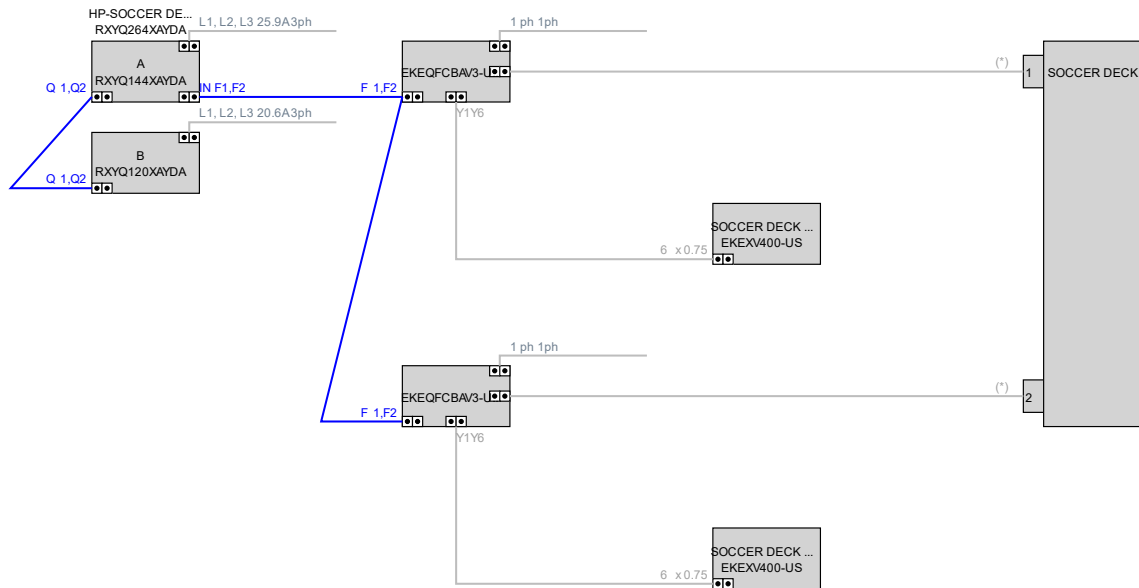 HP-SOCCER DE...
RXYQ264XAYDA
L1, L2, L3 25.9A3ph
A
RXYQ144XAYDA
Q 1,Q2
IN F1,F2
L1, L2, L3 20.6A3ph
B
RXYQ120XAYDA
Q 1,Q2
1 ph 1ph
EKEQFCBAV3-U
F 1,F2
Y1Y6
(*)
1
SOCCER DECK
6 x 0.75
SOCCER DECK ...
EKEXV400-US
1 ph 1ph
EKEQFCBAV3-U
F 1,F2
Y1Y6
(*)
2
6 x 0.75
SOCCER DECK ...
EKEXV400-US